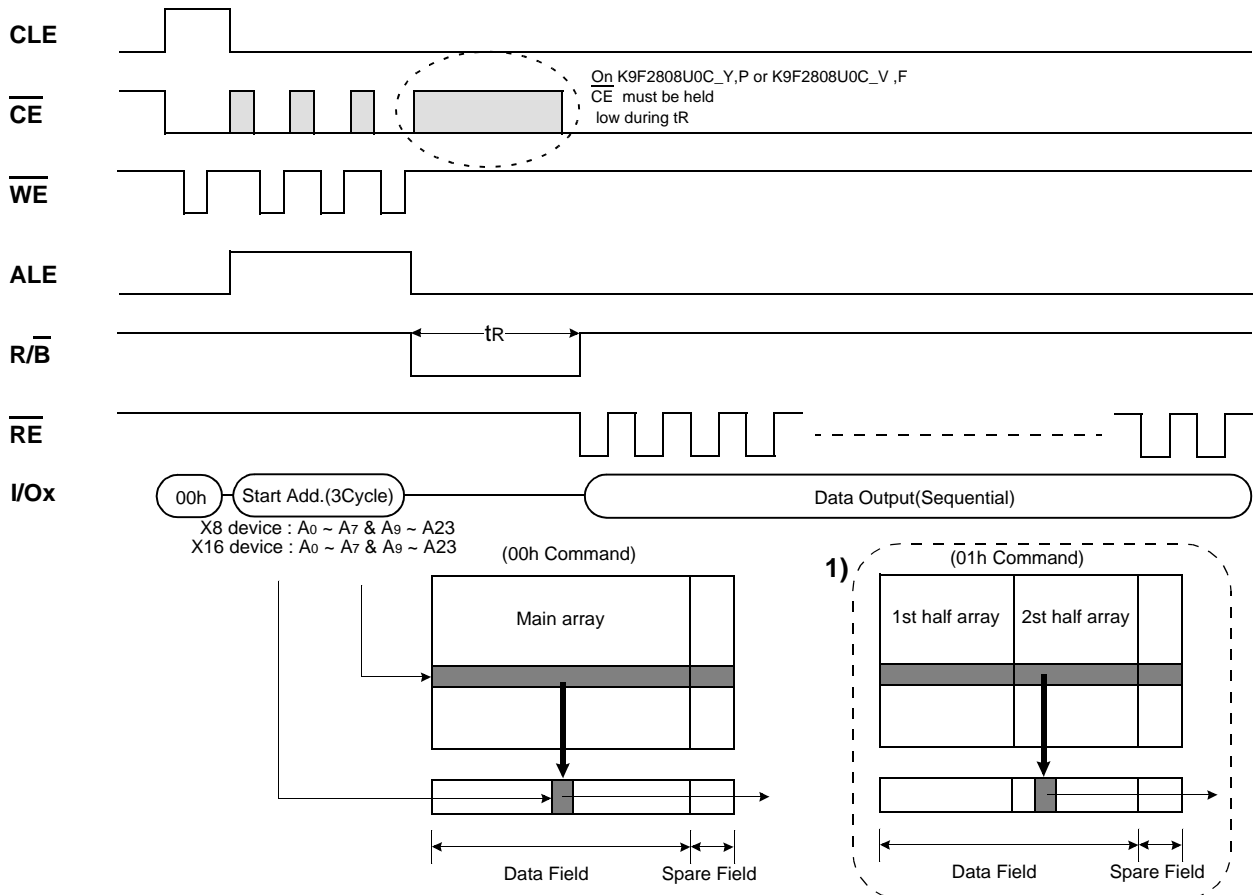 CLE
On K9F2808U0C_Y,P or K9F2808U0C_V ,F
CE must be held
low during tR
CE
WE
ALE
R/B
tR
RE
I/Ox
00h
Start Add.(3Cycle)
Data Output(Sequential)
X8 device : A0 ~ A7 & A9 ~ A23
X16 device : A0 ~ A7 & A9 ~ A23
(00h Command)
Main array
Data Field
Spare Field
1)
(01h Command)
1st half array
2st half array
Data Field
Spare Field